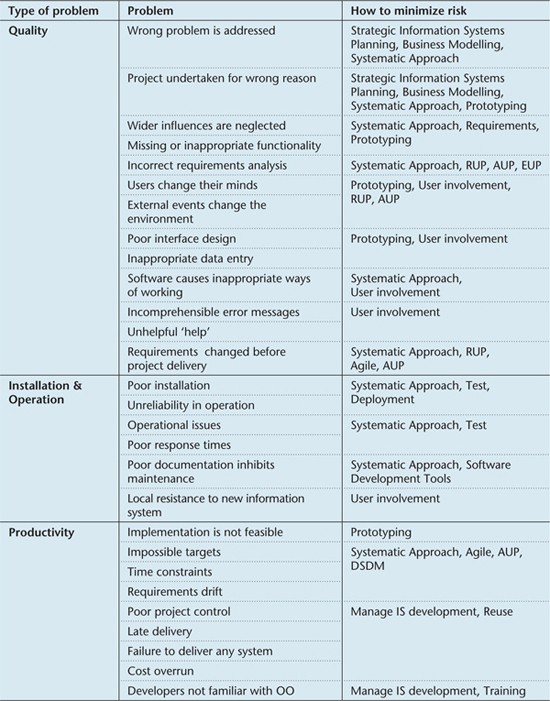 Type of problem Problem How to minimize risk
Quality Wrong problem is addressed Strategic Information Systems
Planning, Business Modelling,
Systematic Approach
Project undertaken for wrong reason Strategic Information Systems
Planning, Business Modelling,
Systematic Approach, Prototyping
Wider influences are neglected Systematic Approach, Requirements,
Prototyping
Missing or inappropriate functionality
Incorrect requirements analysis Systematic Approach, RUP, AUP, EUP
Users change their minds Prototyping, User involvement,
RUP, AUP
External events change the
environment
Poor interface design Prototyping, User involvement
Inappropriate data entry
Software causes inappropriate ways Systematic Approach,
of working User involvement
Incomprehensible error messages User involvement
Unhelpful ‘help’
Requirements changed before Systematic Approach, RUP,
project delivery Agile, AUP
Installation & Poor installation Systematic Approach, Test,
Operation Deployment
Unreliability in operation
Operational issues Systematic Approach, Test
Poor response times
Poor documentation inhibits Systematic Approach, Software
maintenance Development Tools
Local resistance to new information User involvement
system
Productivity Implementation is not feasible Prototyping
Impossible targets Systematic Approach, Agile, AUP,
DSDM
Time constraints
Requirements drift
Poor project control Manage IS development, Reuse
Late delivery
Failure to deliver any system
Cost overrun
Developers not familiar with OO Manage IS development, Training